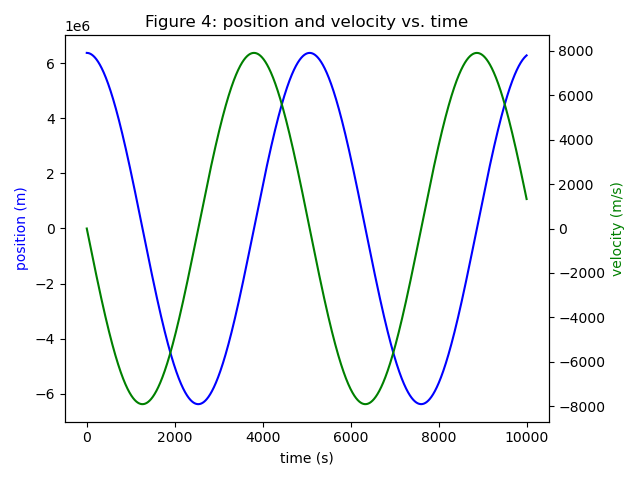 Figure 4: position and velocity vs. time
1e6
6
4
2
0
−2
−4
−6
position (m)
8000
6000
4000
2000
0
−2000
−4000
−6000
−8000
velocity (m/s)
0 2000 4000 6000 8000 10000
time (s)